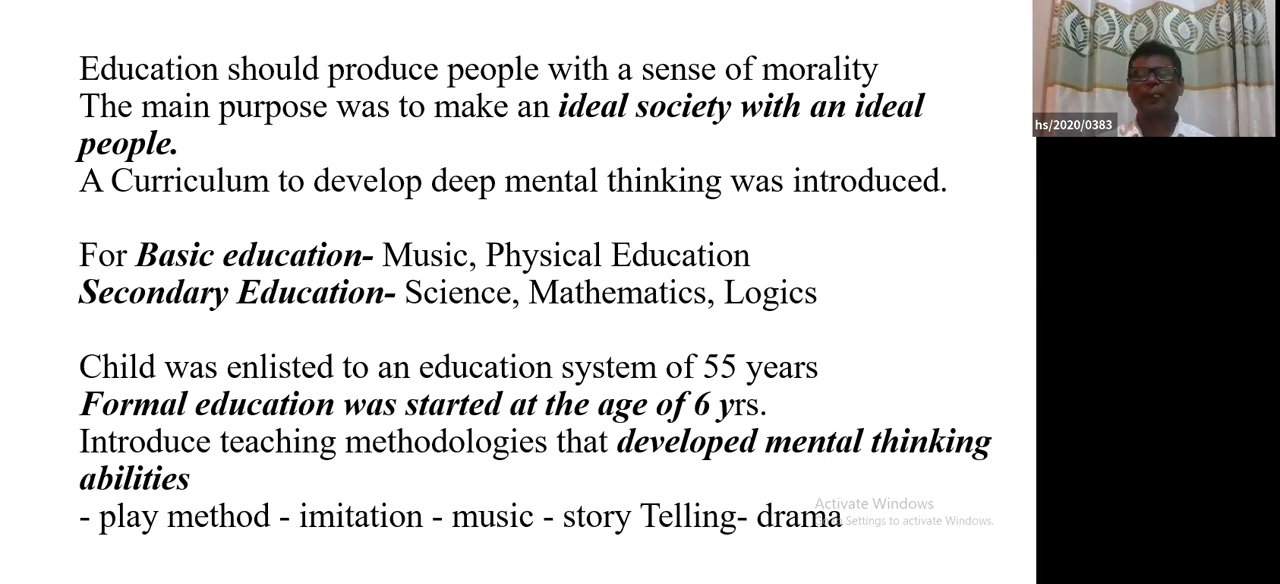 Education should produce people with a sense of morality
The main purpose was to make an ideal society with an ideal
people.
A Curriculum to develop deep mental thinking was introduced.
For Basic education- Music, Physical Education
Secondary Education- Science, Mathematics, Logics
Child was enlisted to an education system of 55 years
Formal education was started at the age of 6 yrs.
Introduce teaching methodologies that developed mental thinking
abilities
- play method - imitation - music - story Telling- drama
Activate Windows
Settings to activate Windows.
hs/2020/0383